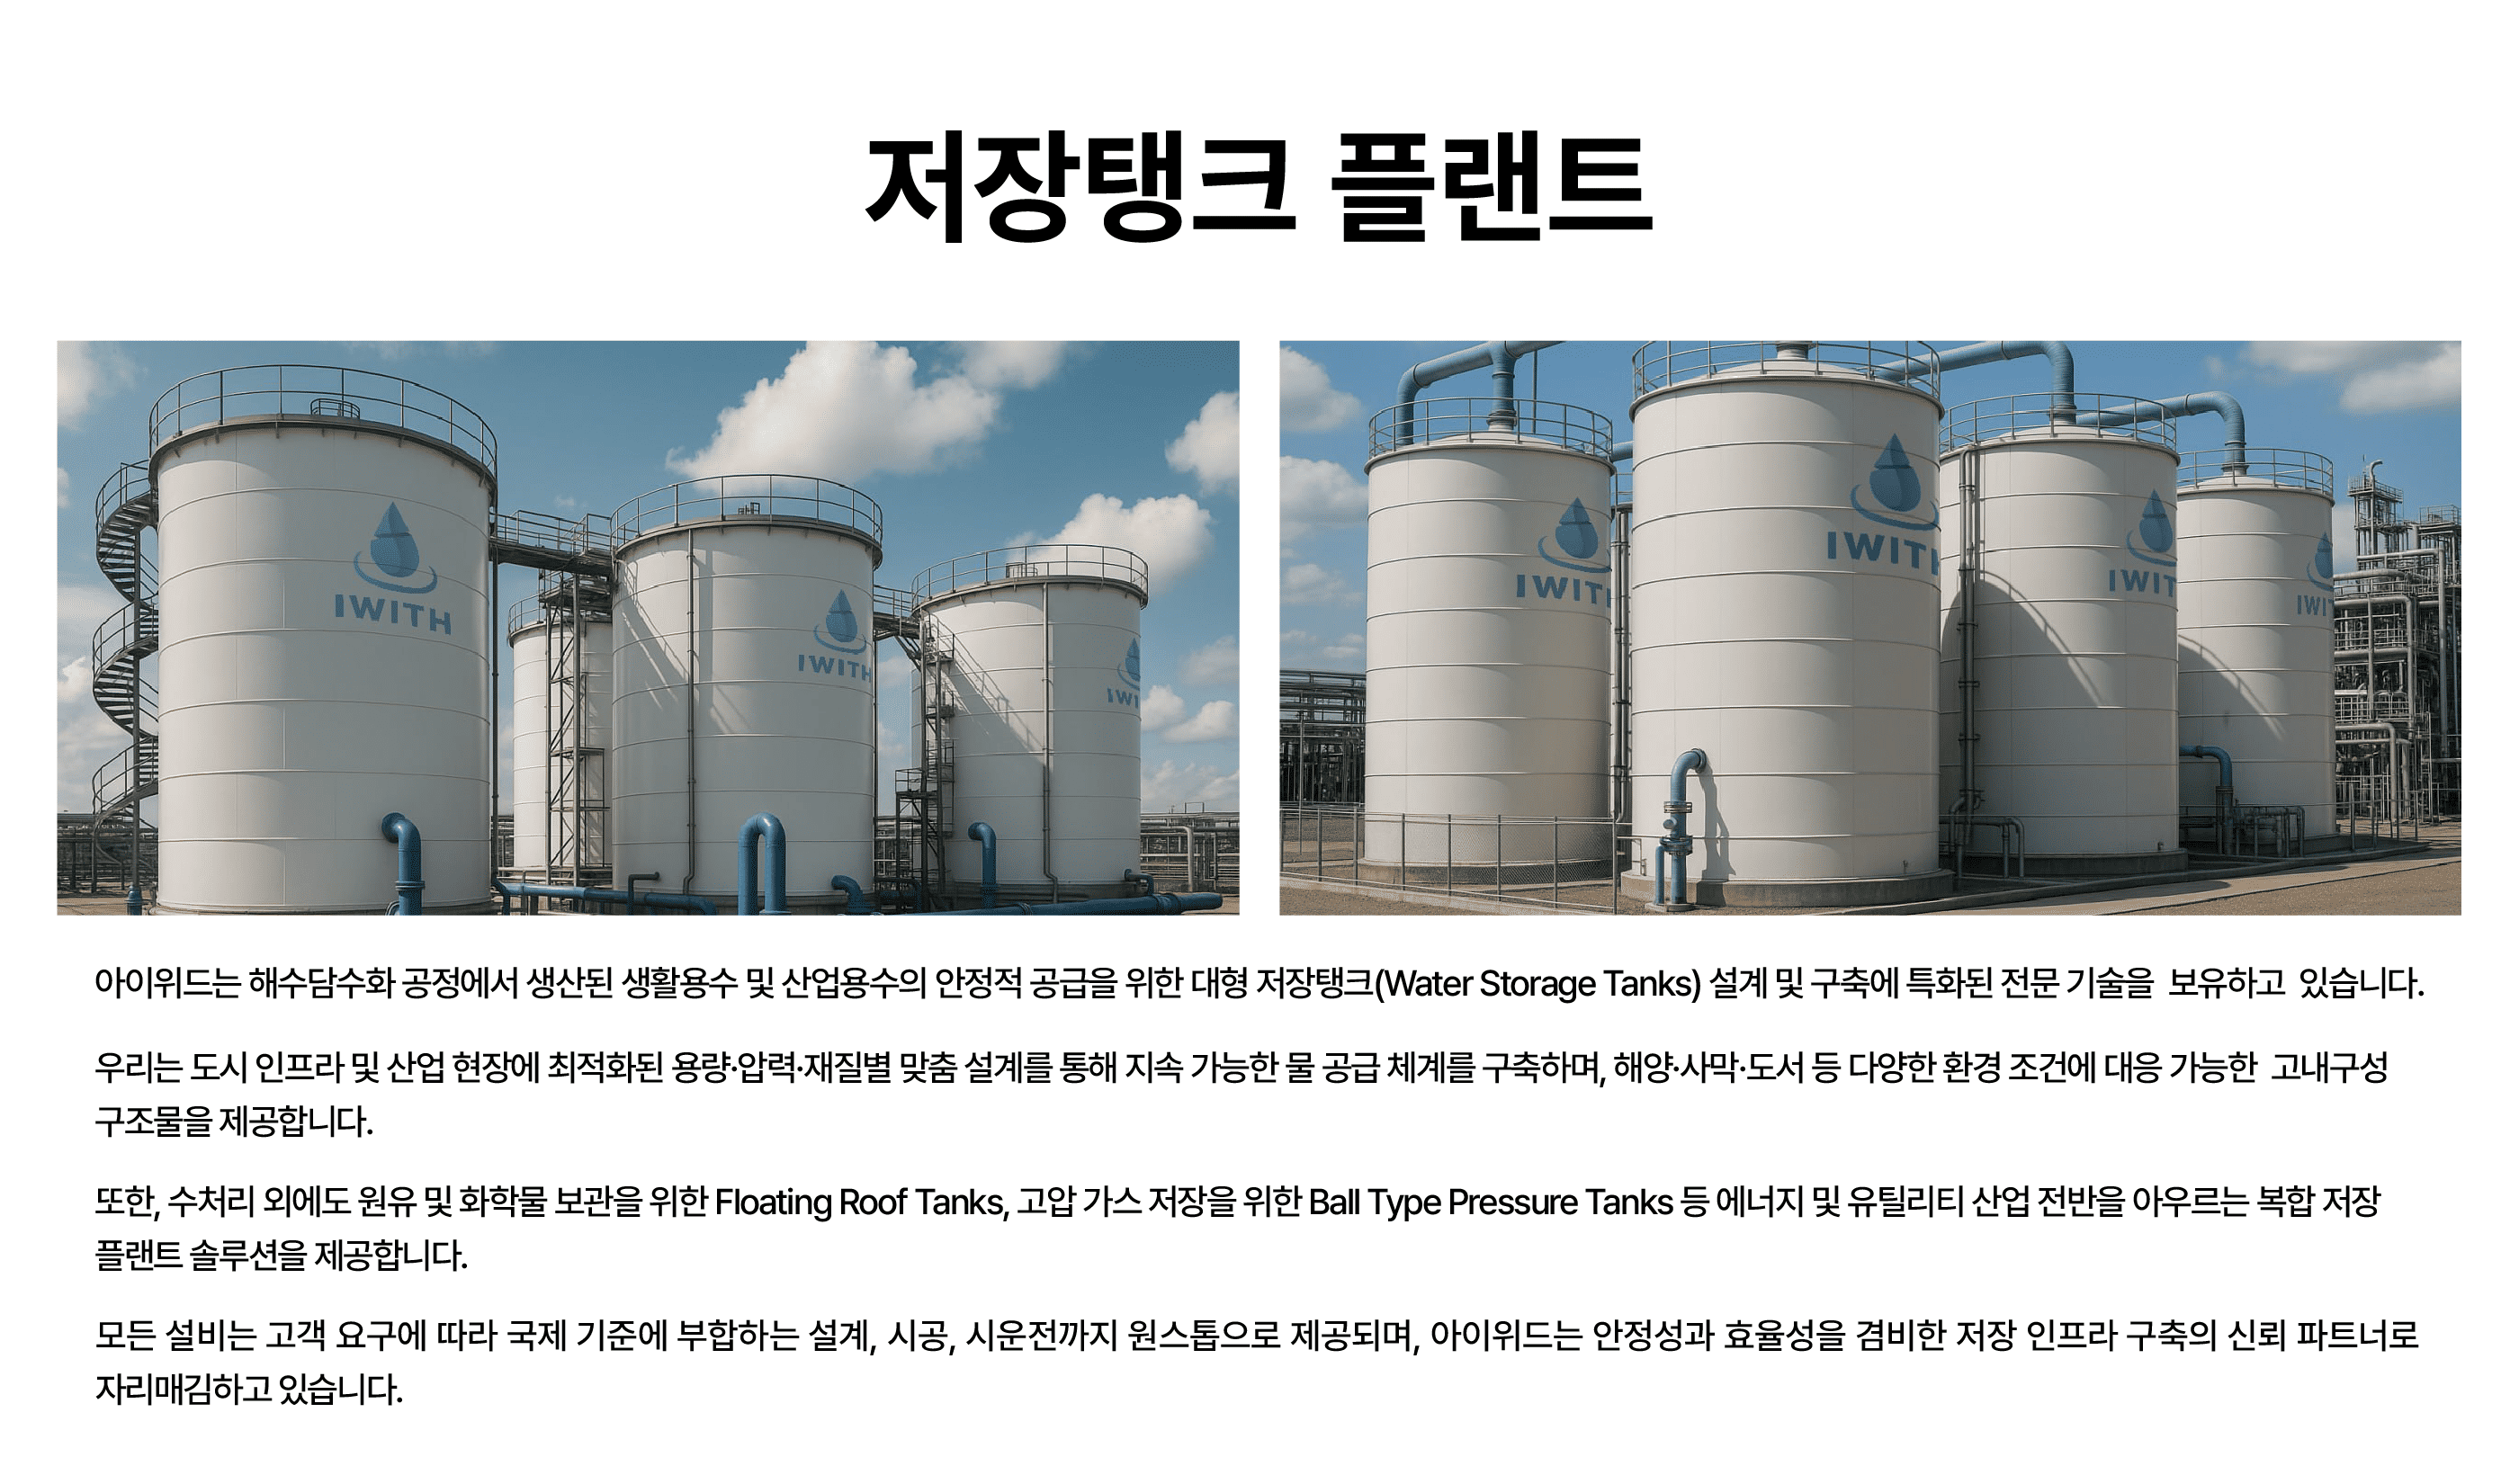 저장탱크 플랜트
IWITH
IWITH
IWI
IWITH
IWITH
IWIT
IWIT
아이위드는 해수담수화 공정에서 생산된 생활용수 및 산업용수의 안정적 공급을 위한 대형 저장탱크(Water Storage Tanks) 설계 및 구축에 특화된 전문 기술을 보유하고 있습니다.
우리는 도시 인프라 및 산업 현장에 최적화된 용량·압력·재질별 맞춤 설계를 통해 지속 가능한 물 공급 체계를 구축하며, 해양·사막·도서 등 다양한 환경 조건에 대응 가능한 고내구성
구조물을 제공합니다.
또한, 수처리 외에도 원유 및 화학물 보관을 위한 Floating Roof Tanks, 고압 가스 저장을 위한 Ball Type Pressure Tanks 등 에너지 및 유틸리티 산업 전반을 아우르는 복합 저장
플랜트 솔루션을 제공합니다.
모든 설비는 고객 요구에 따라 국제 기준에 부합하는 설계, 시공, 시운전까지 원스톱으로 제공되며, 아이위드는 안정성과 효율성을 겸비한 저장 인프라 구축의 신뢰 파트너로
자리매김하고 있습니다.